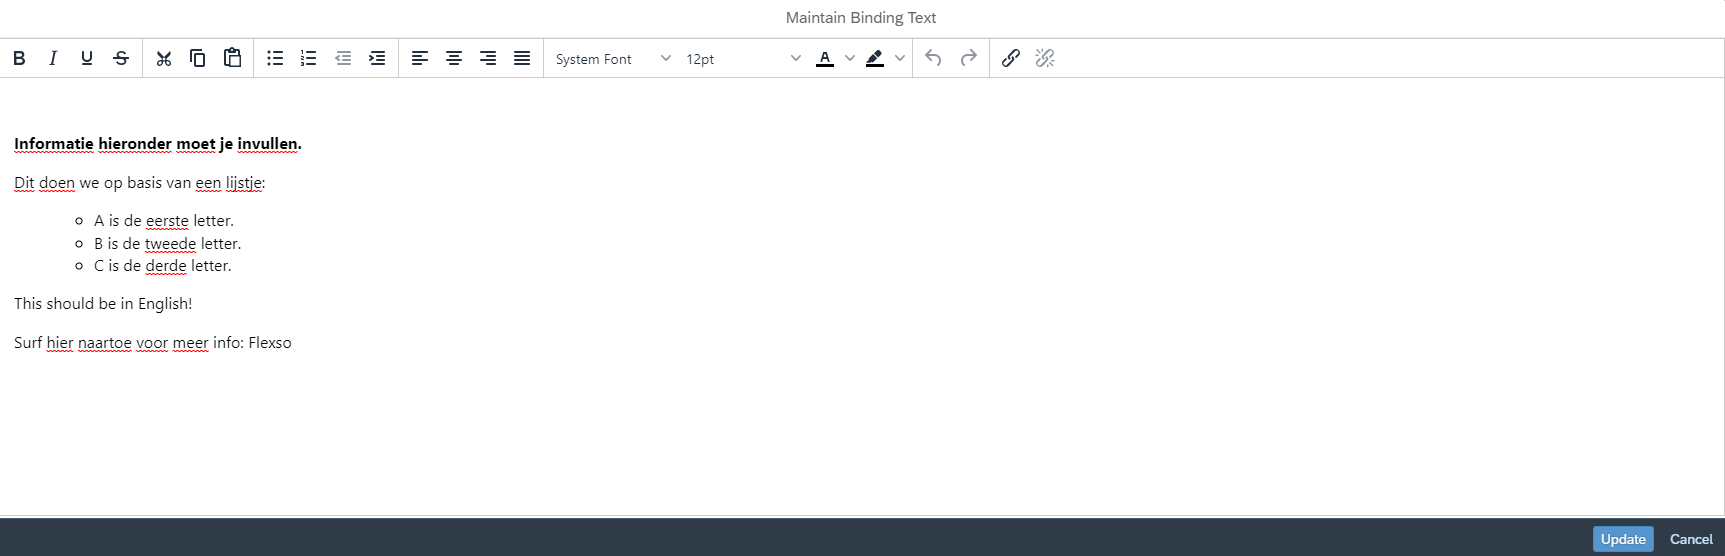 Maintain Binding Text
B I U S System Font 12pt A
Informatie hieronder moet je invullen.
Dit doen we op basis van een lijstje:
A is de eerste letter.
B is de tweede letter.
C is de derde letter.
This should be in English!
Surf hier naartoe voor meer info: Flexso
Update Cancel